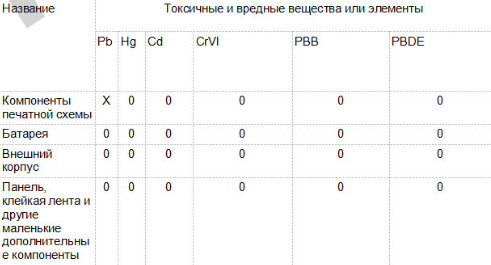 Название Токсичные и вредные вещества или элементы
Pb Hg Cd CrVI PBB PBDE
Компоненты X 0 0 0 0 0
печатной схемы
Батарея 0 0 0 0 0 0
Внешний 0 0 0 0 0 0
корпус
Панель, 0 0 0 0 0 0
клейкая лента и
другие
маленькие
дополнительны
е компоненты